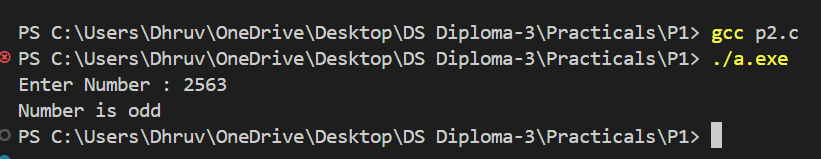 PS C:\Users\Dhruv\OneDrive\Desktop\DS Diploma-3\Practicals\P1> gcc p2.c
PS C:\Users\Dhruv\OneDrive\Desktop\DS Diploma-3\Practicals\P1> ./a.exe
Enter Number : 2563
Number is odd
PS C:\Users\Dhruv\OneDrive\Desktop\DS Diploma-3\Practicals\P1>